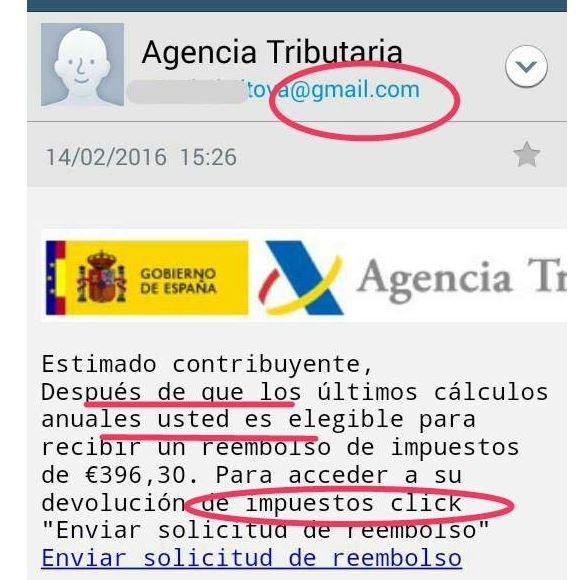 Agencia Tributaria
tova@gmail.com
14/02/2016 15:26
GOBIERNO
DE ESPAÑA
Agencia Tr
Estimado contribuyente,
Después de que los últimos cálculos
anuales usted es elegible para
recibir un reembolso de impuestos
de €396,30. Para acceder a su
devolución de impuestos click
"Enviar solicitud de reembolso"
Enviar solicitud de reembolso